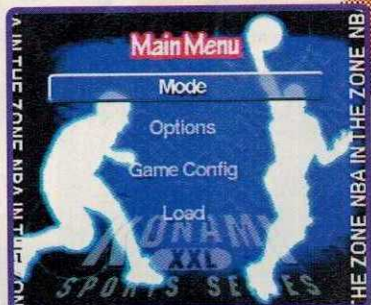 Main Menu
Mode
Options
Game Config
Load
KONAMI
XXL
SPORTS SERIES
A IN THE ZONE NBA IN THE ZON
HE ZONE NBA IN THE ZONE NB